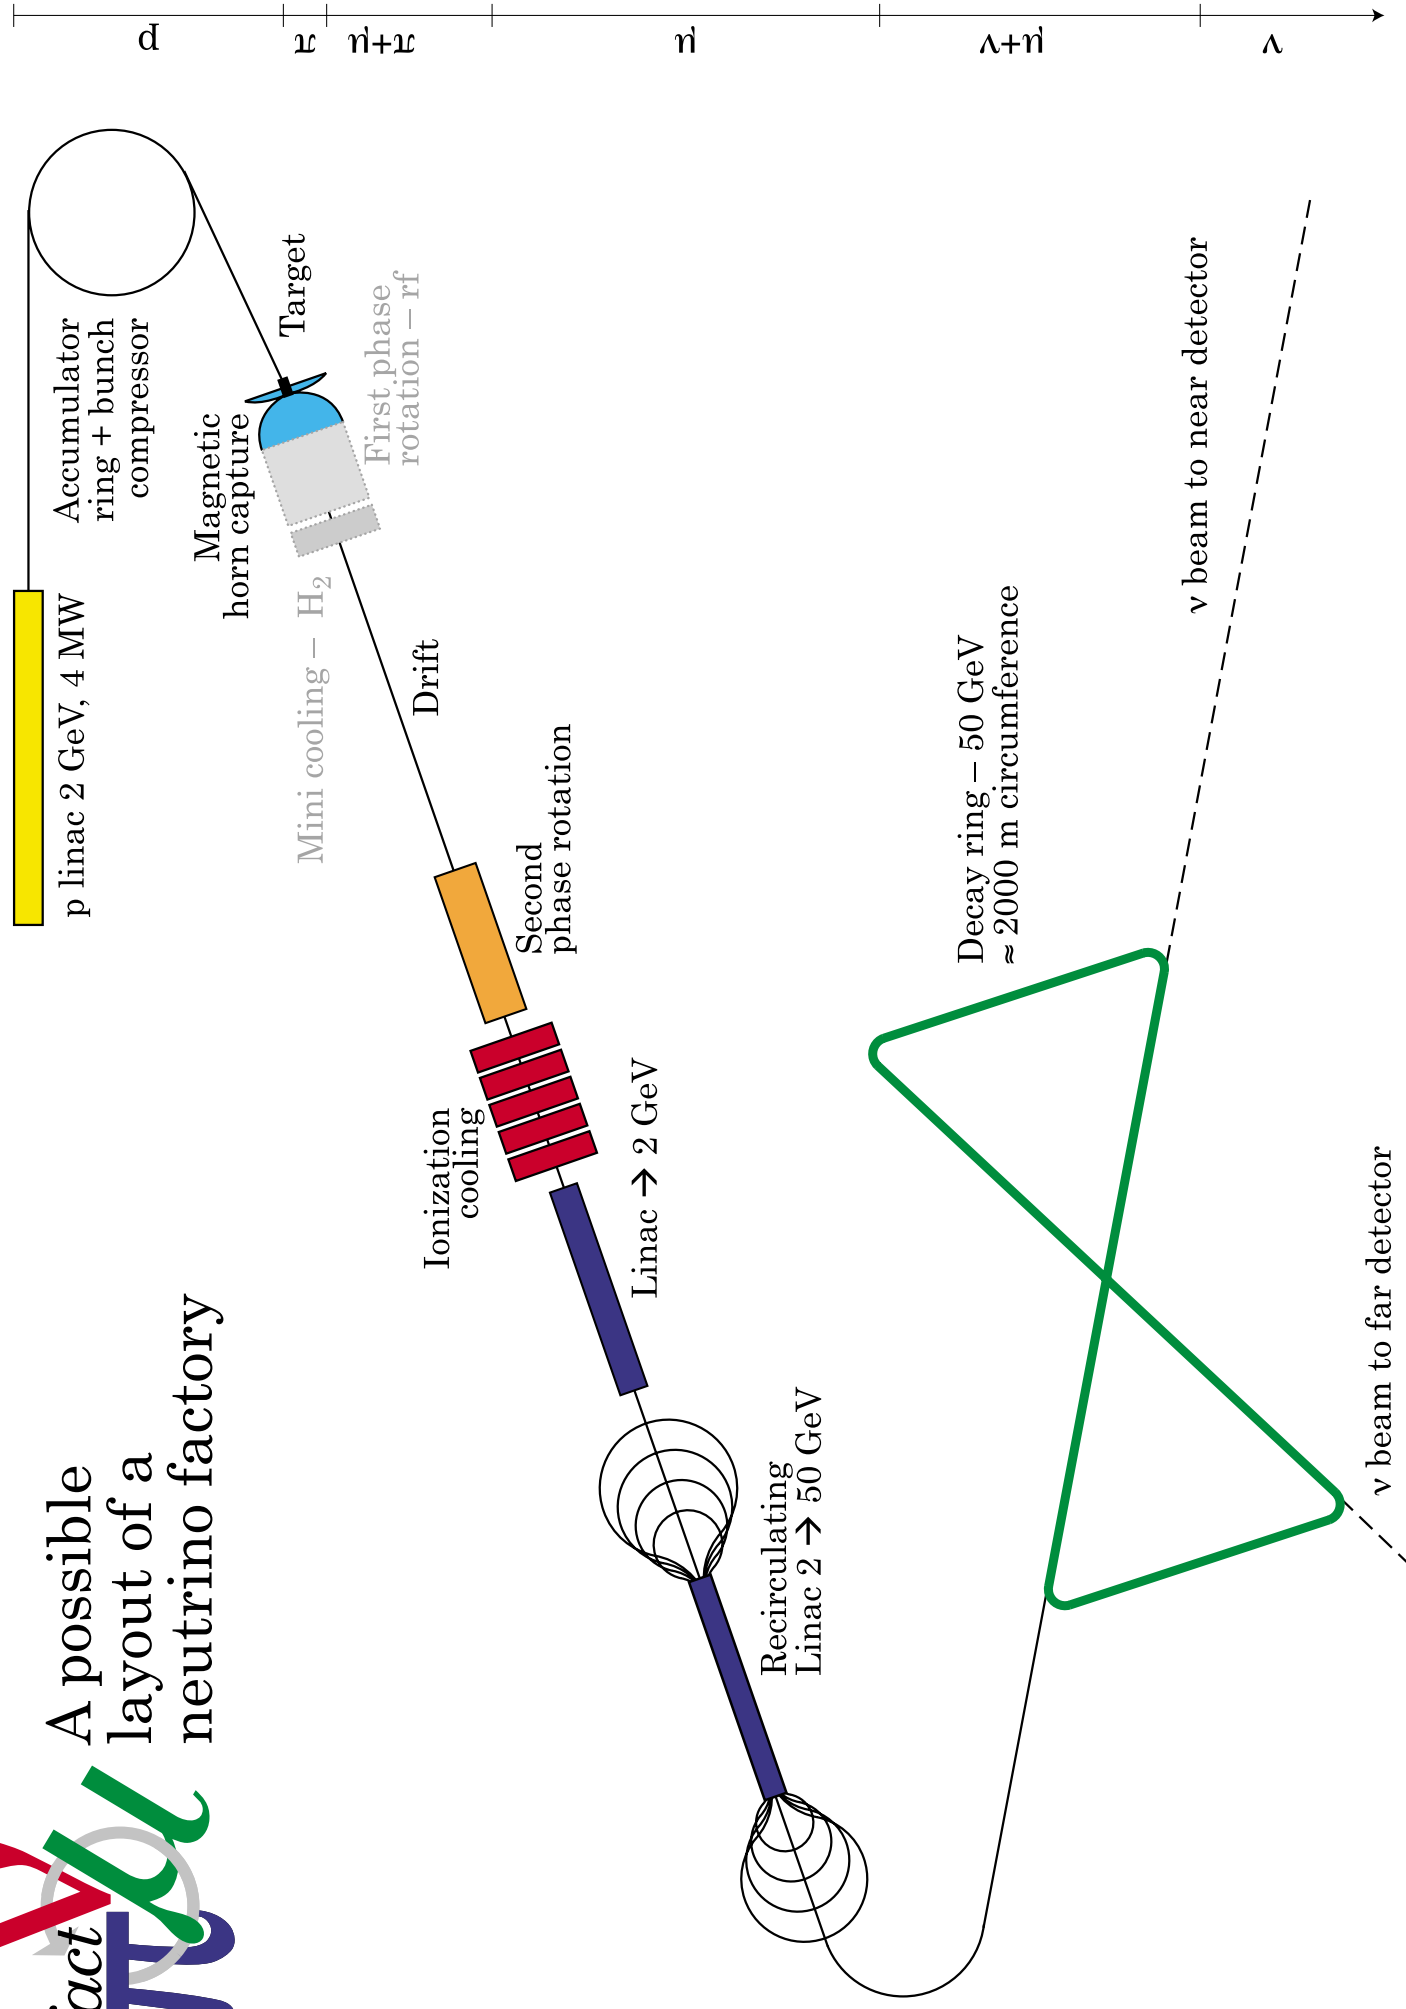 A possible
layout of a
neutrino factory
fact
νμπ
p linac 2 GeV, 4 MW
Accumulator
ring + bunch
compressor
Magnetic
horn capture
Target
First phase
rotation – rf
Mini cooling – H₂
Drift
Second
phase rotation
Ionization
cooling
Linac → 2 GeV
Recirculating
Linac 2 → 50 GeV
Decay ring – 50 GeV
≈ 2000 m circumference
ν beam to near detector
ν beam to far detector
p
π
π+μ
μ
μ+ν
ν